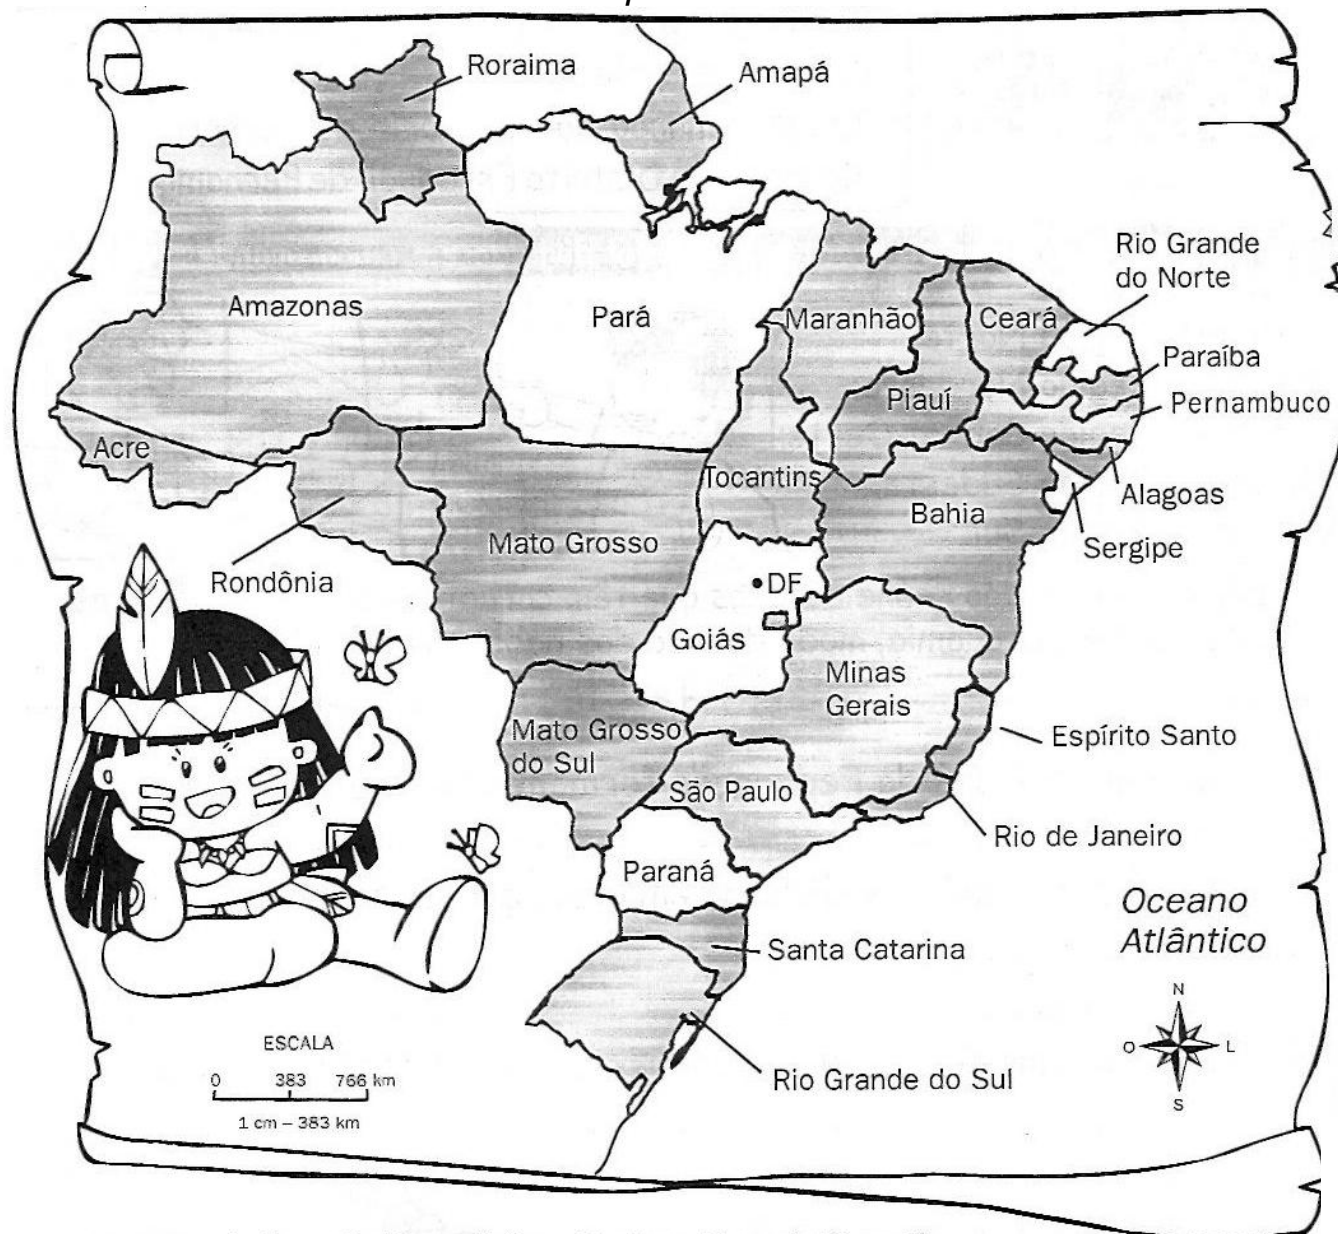 Roraima
Amapá
Rio Grande
do Norte
Amazonas
Pará
Maranhão
Ceará
Paraíba
Piauí
Pernambuco
Acre
Tocantins
Alagoas
Bahia
Mato Grosso
Sergipe
Rondônia
DF
Goiás
Minas
Gerais
Mato Grosso
do Sul
Espírito Santo
São Paulo
Rio de Janeiro
Paraná
Oceano
Atlântico
Santa Catarina
N
O
L
S
ESCALA
0 383 766 km
1 cm – 383 km
Rio Grande do Sul